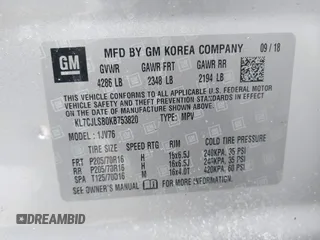 GM
MFD BY GM KOREA COMPANY 09/18
GVWR GAWR FRT GAWR RR
4286 LB 2348 LB 2194 LB
THIS VEHICLE CONFORMS TO ALL APPLICABLE U.S. FEDERAL MOTOR
VEHICLE SAFETY, BUMPER, AND THEFT PREVENTION STANDARDS IN
EFFECT ON THE DATE OF MANUFACTURE SHOWN ABOVE.
KL7CJLSB0KB753820 TYPE: MPV
MODEL: 1JV76
TIRE SIZE SPEED RTG RIM COLD TIRE PRESSURE
FRT P205/70R16 H 16x6.5J 240KPA, 35 PSI
RR P205/70R16 H 16x6.5J 240KPA, 35 PSI
SPA T125/70D16 M 16x4.0T 420KPA, 60 PSI
SEE OWNER'S MANUAL FOR MORE INFORMATION.